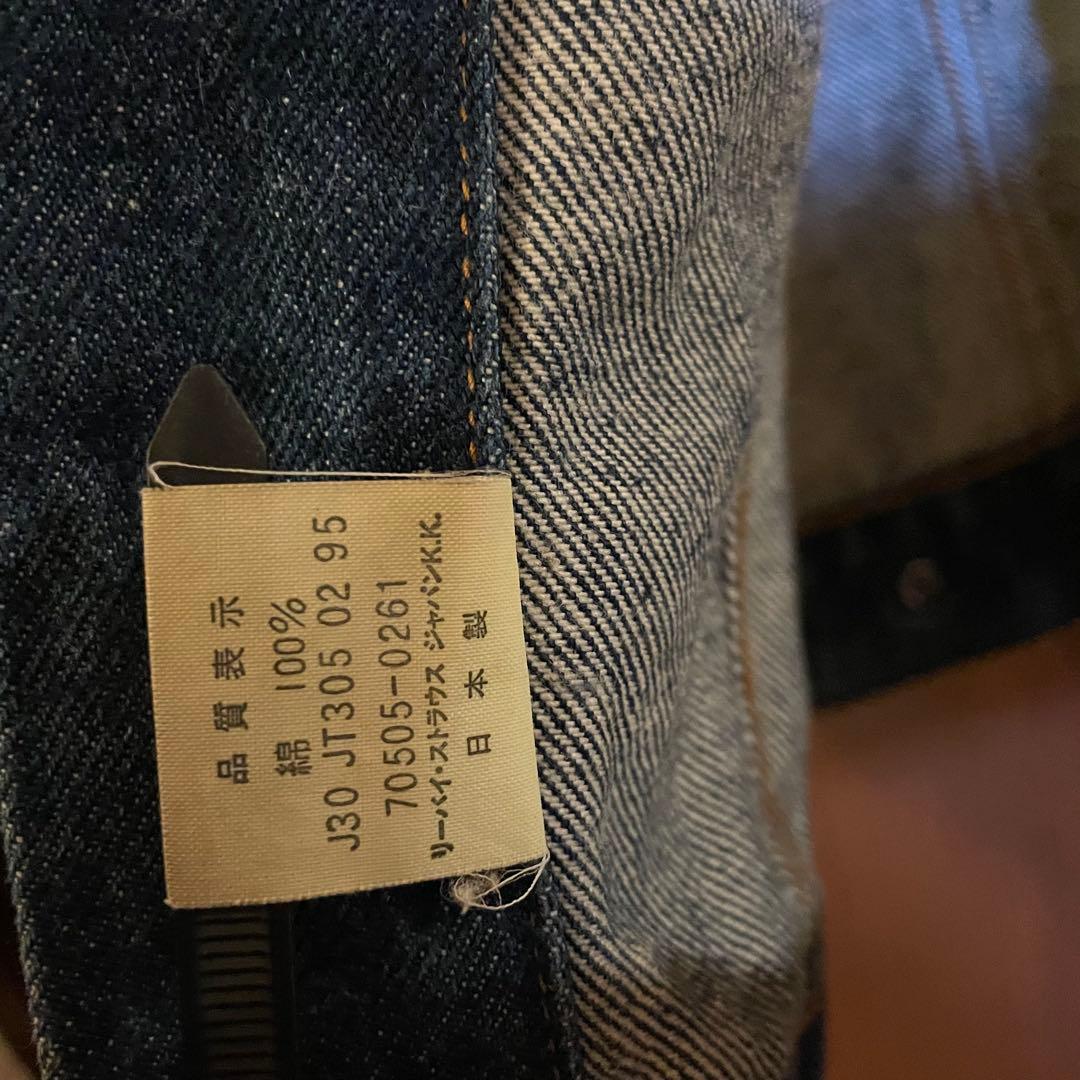 品質表示
綿 100%
J30 JT305 02 95
70505-0261
リーバイ・ストラウス ジャパンK.K.
日本製